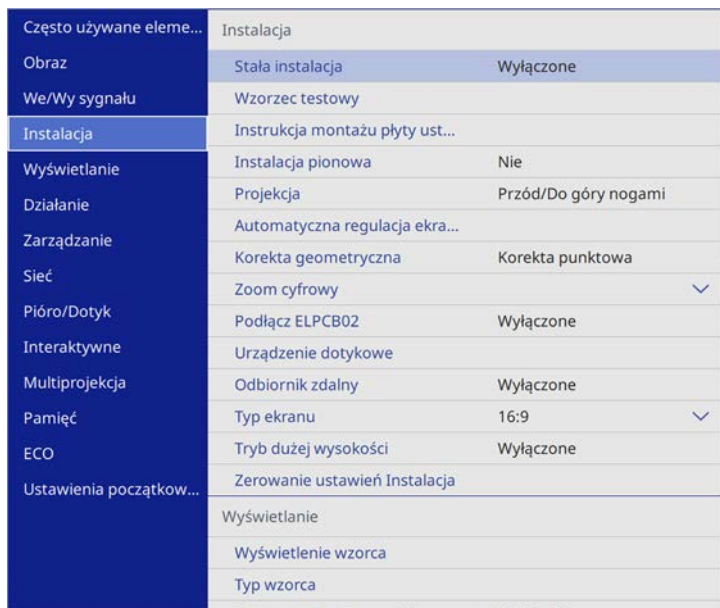 Często używane eleme...
Obraz
We/Wy sygnału
Instalacja
Wyświetlanie
Działanie
Zarządzanie
Sieć
Pióro/Dotyk
Interaktywne
Multiprojekcja
Pamięć
ECO
Ustawienia początkow...
Instalacja
Stała instalacja Wyłączone
Wzorzec testowy
Instrukcja montażu płyty ust...
Instalacja pionowa Nie
Projekcja Przód/Do góry nogami
Automatyczna regulacja ekra...
Korekta geometryczna Korekta punktowa
Zoom cyfrowy
Podłącz ELPCB02 Wyłączone
Urządzenie dotykowe
Odbiornik zdalny Wyłączone
Typ ekranu 16:9
Tryb dużej wysokości Wyłączone
Zerowanie ustawień Instalacja
Wyświetlanie
Wyświetlenie wzorca
Typ wzorca